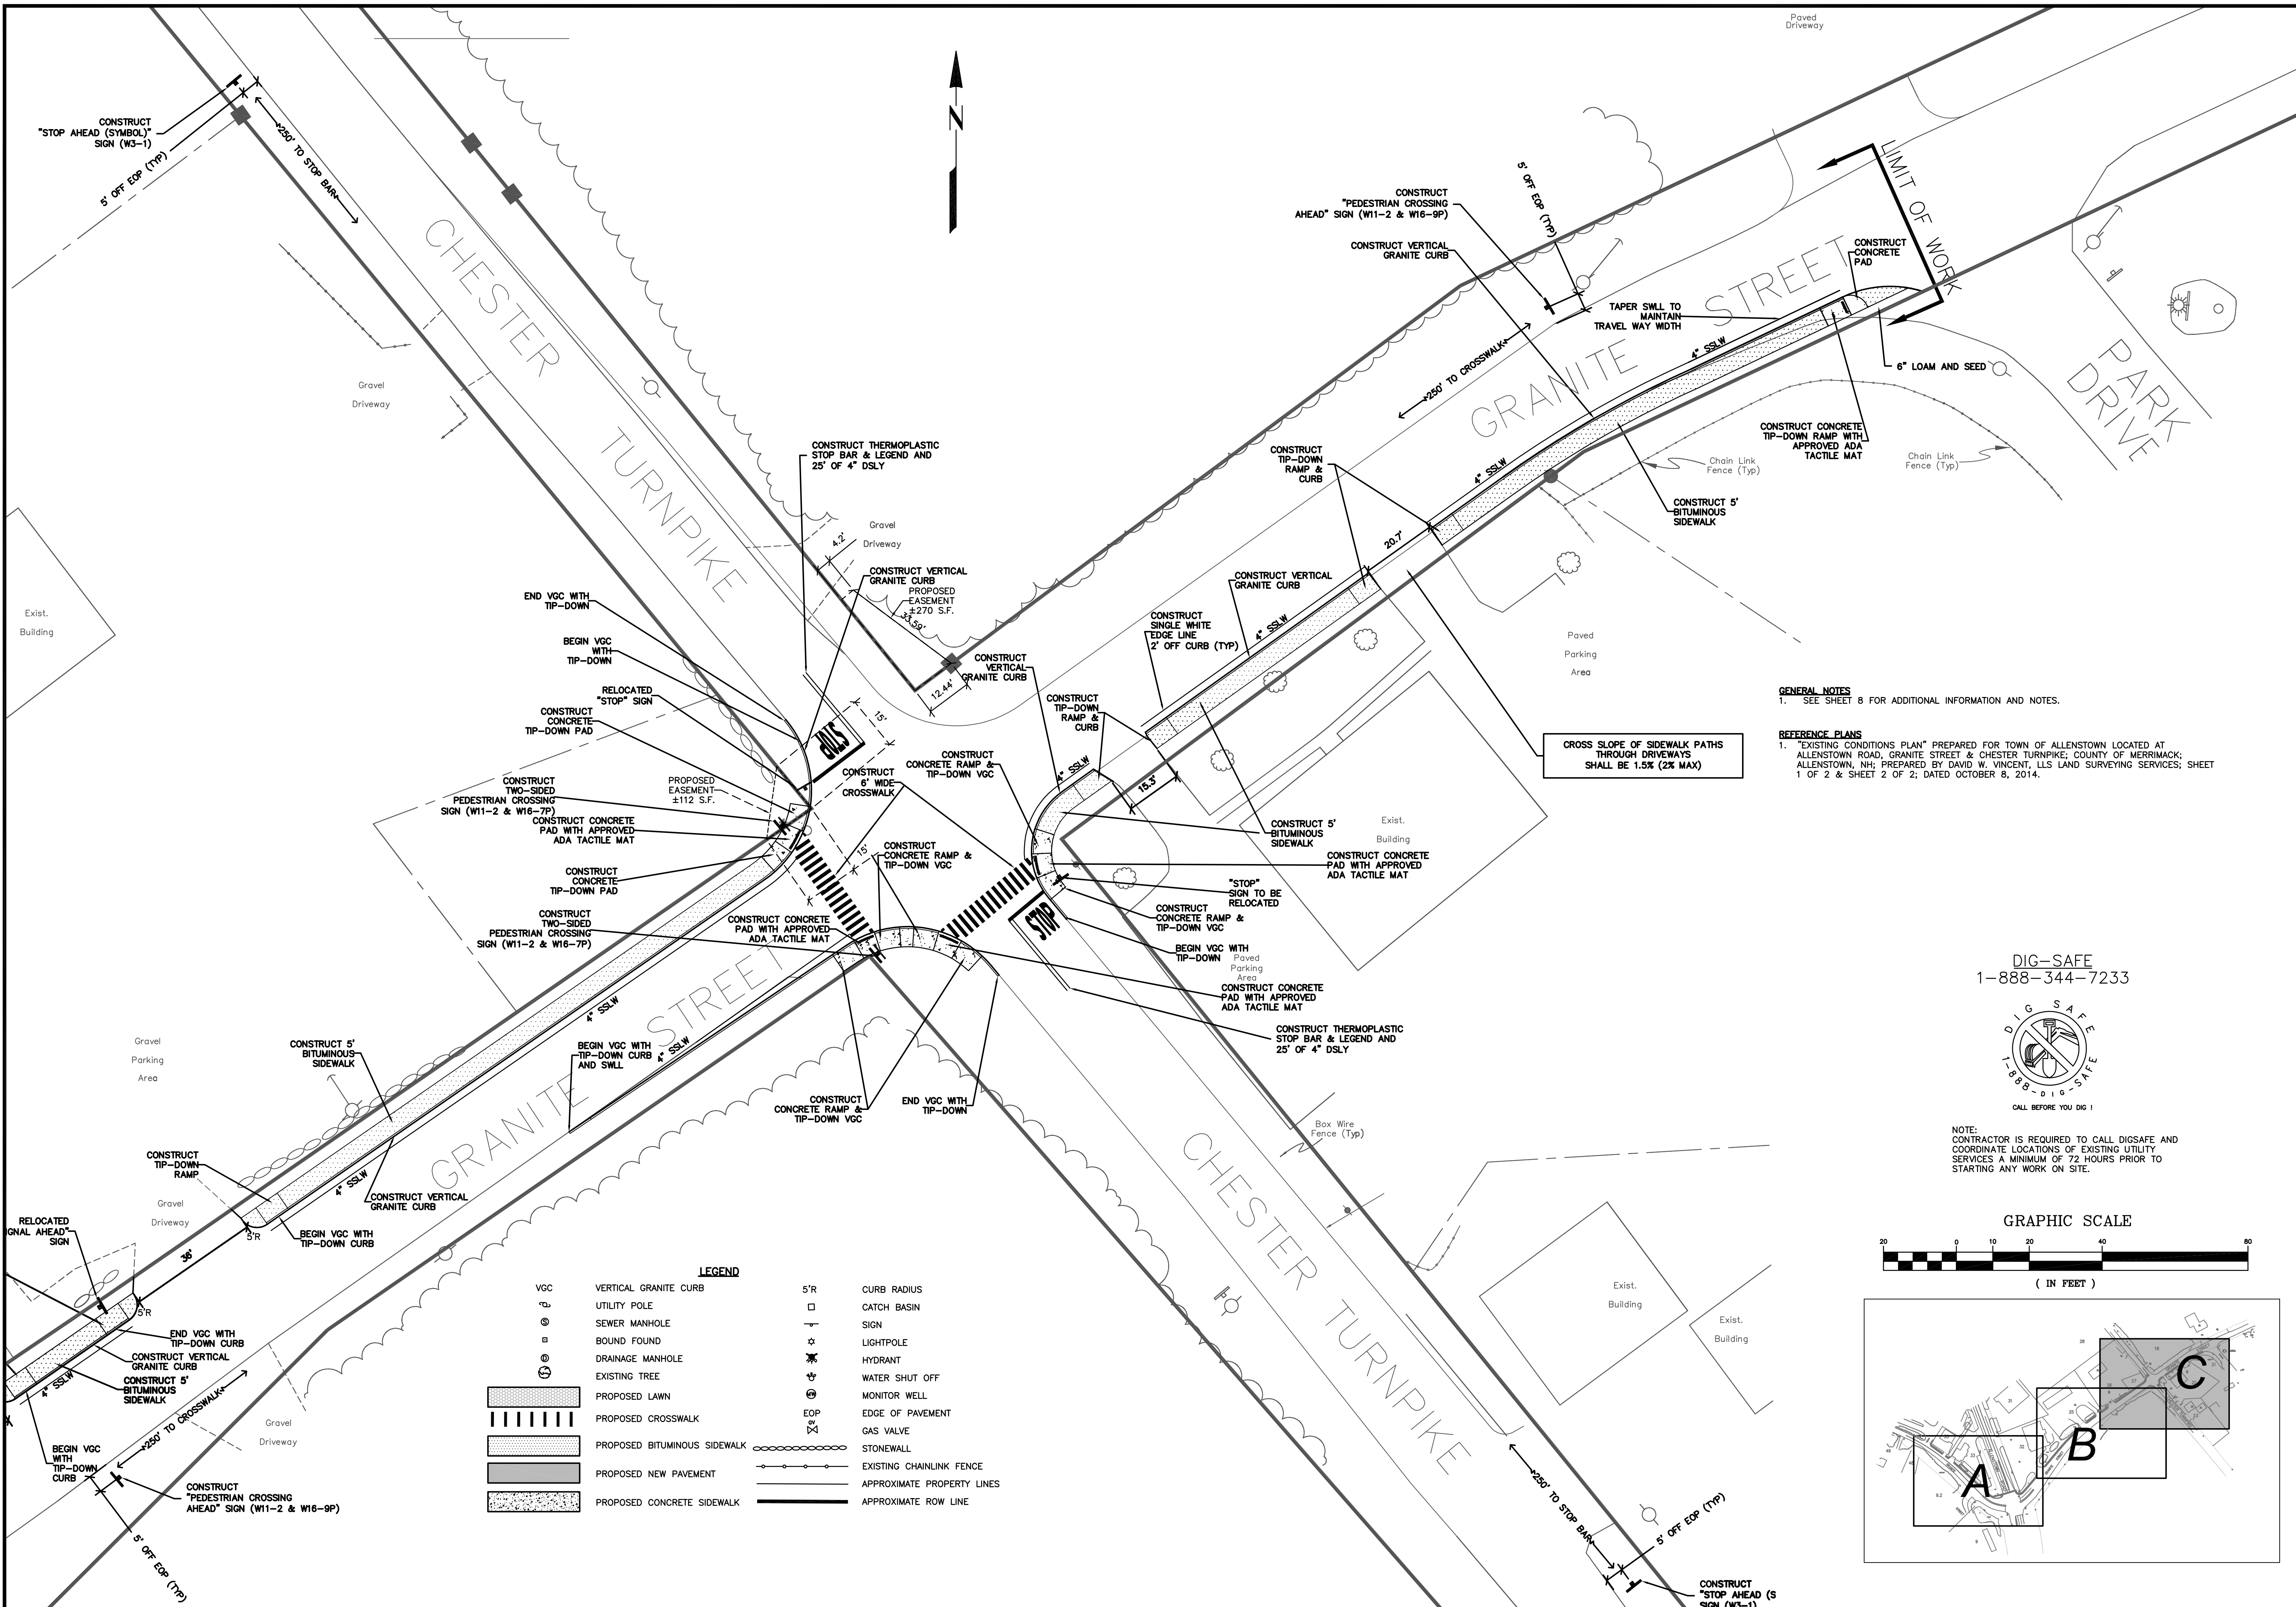 Paved
Driveway
CONSTRUCT
"STOP AHEAD (SYMBOL)"
SIGN (W3-1)
5' OFF EOP (TYP)
~250' TO STOP BAR
CHESTER
TURNPIKE
N
CONSTRUCT
"PEDESTRIAN CROSSING
AHEAD" SIGN (W11-2 & W16-9P)
5' OFF EOP (TYP)
CONSTRUCT VERTICAL
GRANITE CURB
~250' TO CROSSWALK
LIMIT OF WORK
CONSTRUCT
CONCRETE
PAD
GRANITE STREET
TAPER SWLL TO
MAINTAIN
TRAVEL WAY WIDTH
4" SSLW
6" LOAM AND SEED
PARK
DRIVE
CONSTRUCT CONCRETE
TIP-DOWN RAMP WITH
APPROVED ADA
TACTILE MAT
Chain Link
Fence (Typ)
Chain Link
Fence (Typ)
4" SSLW
CONSTRUCT 5'
BITUMINOUS
SIDEWALK
CONSTRUCT
TIP-DOWN
RAMP &
CURB
20.7'
Gravel
Driveway
CONSTRUCT THERMOPLASTIC
STOP BAR & LEGEND AND
25' OF 4" DSLY
Gravel
Driveway
4.2'
CONSTRUCT VERTICAL
GRANITE CURB
PROPOSED
EASEMENT
±270 S.F.
33.59'
12.44'
END VGC WITH
TIP-DOWN
BEGIN VGC
WITH
TIP-DOWN
RELOCATED
"STOP" SIGN
CONSTRUCT
CONCRETE
TIP-DOWN PAD
CONSTRUCT
TWO-SIDED
PEDESTRIAN CROSSING
SIGN (W11-2 & W16-7P)
PROPOSED
EASEMENT
±112 S.F.
CONSTRUCT CONCRETE
PAD WITH APPROVED
ADA TACTILE MAT
CONSTRUCT
CONCRETE
TIP-DOWN PAD
CONSTRUCT
TWO-SIDED
PEDESTRIAN CROSSING
SIGN (W11-2 & W16-7P)
CONSTRUCT CONCRETE
PAD WITH APPROVED
ADA TACTILE MAT
STOP
15'
15'
CONSTRUCT
6' WIDE
CROSSWALK
CONSTRUCT
CONCRETE RAMP &
TIP-DOWN VGC
CONSTRUCT
CONCRETE RAMP &
TIP-DOWN VGC
CONSTRUCT
VERTICAL
GRANITE CURB
CONSTRUCT
TIP-DOWN
RAMP &
CURB
CONSTRUCT
SINGLE WHITE
EDGE LINE
2' OFF CURB (TYP)
CONSTRUCT VERTICAL
GRANITE CURB
4" SSLW
4" SSLW
15.3'
CONSTRUCT 5'
BITUMINOUS
SIDEWALK
CONSTRUCT CONCRETE
PAD WITH APPROVED
ADA TACTILE MAT
"STOP"
SIGN TO BE
RELOCATED
CONSTRUCT
CONCRETE RAMP &
TIP-DOWN VGC
STOP
BEGIN VGC WITH
TIP-DOWN
Paved
Parking
Area
CONSTRUCT CONCRETE
PAD WITH APPROVED
ADA TACTILE MAT
CONSTRUCT THERMOPLASTIC
STOP BAR & LEGEND AND
25' OF 4" DSLY
Exist.
Building
Paved
Parking
Area
CROSS SLOPE OF SIDEWALK PATHS
THROUGH DRIVEWAYS
SHALL BE 1.5% (2% MAX)
GENERAL NOTES
1. SEE SHEET 8 FOR ADDITIONAL INFORMATION AND NOTES.
REFERENCE PLANS
1. "EXISTING CONDITIONS PLAN" PREPARED FOR TOWN OF ALLENSTOWN LOCATED AT
ALLENSTOWN ROAD, GRANITE STREET & CHESTER TURNPIKE; COUNTY OF MERRIMACK;
ALLENSTOWN, NH; PREPARED BY DAVID W. VINCENT, LLS LAND SURVEYING SERVICES; SHEET
1 OF 2 & SHEET 2 OF 2; DATED OCTOBER 8, 2014.
Exist.
Building
Gravel
Parking
Area
CONSTRUCT 5'
BITUMINOUS
SIDEWALK
GRANITE STREET
4" SSLW
4" SSLW
BEGIN VGC WITH
TIP-DOWN CURB
AND SWLL
CONSTRUCT
CONCRETE RAMP &
TIP-DOWN VGC
END VGC WITH
TIP-DOWN
CONSTRUCT
TIP-DOWN
RAMP
Gravel
Driveway
4" SSLW
CONSTRUCT VERTICAL
GRANITE CURB
BEGIN VGC WITH
TIP-DOWN CURB
5'R
36'
RELOCATED
IGNAL AHEAD"
SIGN
5'R
END VGC WITH
TIP-DOWN CURB
CONSTRUCT VERTICAL
GRANITE CURB
CONSTRUCT 5'
BITUMINOUS
SIDEWALK
4" SSLW
BEGIN VGC
WITH
TIP-DOWN
CURB
~250' TO CROSSWALK
Gravel
Driveway
CONSTRUCT
"PEDESTRIAN CROSSING
AHEAD" SIGN (W11-2 & W16-9P)
5' OFF EOP (TYP)
Box Wire
Fence (Typ)
CHESTER TURNPIKE
Exist.
Building
Exist.
Building
~250' TO STOP BAR
5' OFF EOP (TYP)
CONSTRUCT
"STOP AHEAD (S
SIGN (W3-1)
LEGEND
VGC VERTICAL GRANITE CURB
UTILITY POLE
S SEWER MANHOLE
BOUND FOUND
D DRAINAGE MANHOLE
EXISTING TREE
PROPOSED LAWN
PROPOSED CROSSWALK
PROPOSED BITUMINOUS SIDEWALK
PROPOSED NEW PAVEMENT
PROPOSED CONCRETE SIDEWALK
5'R CURB RADIUS
CATCH BASIN
SIGN
LIGHTPOLE
HYDRANT
WATER SHUT OFF
MONITOR WELL
EOP EDGE OF PAVEMENT
GV GAS VALVE
STONEWALL
EXISTING CHAINLINK FENCE
APPROXIMATE PROPERTY LINES
APPROXIMATE ROW LINE
DIG-SAFE
1-888-344-7233
DIG SAFE
1-888-DIG-SAFE
CALL BEFORE YOU DIG !
NOTE:
CONTRACTOR IS REQUIRED TO CALL DIGSAFE AND
COORDINATE LOCATIONS OF EXISTING UTILITY
SERVICES A MINIMUM OF 72 HOURS PRIOR TO
STARTING ANY WORK ON SITE.
GRAPHIC SCALE
20 0 10 20 40 80
( IN FEET )
A
B
C